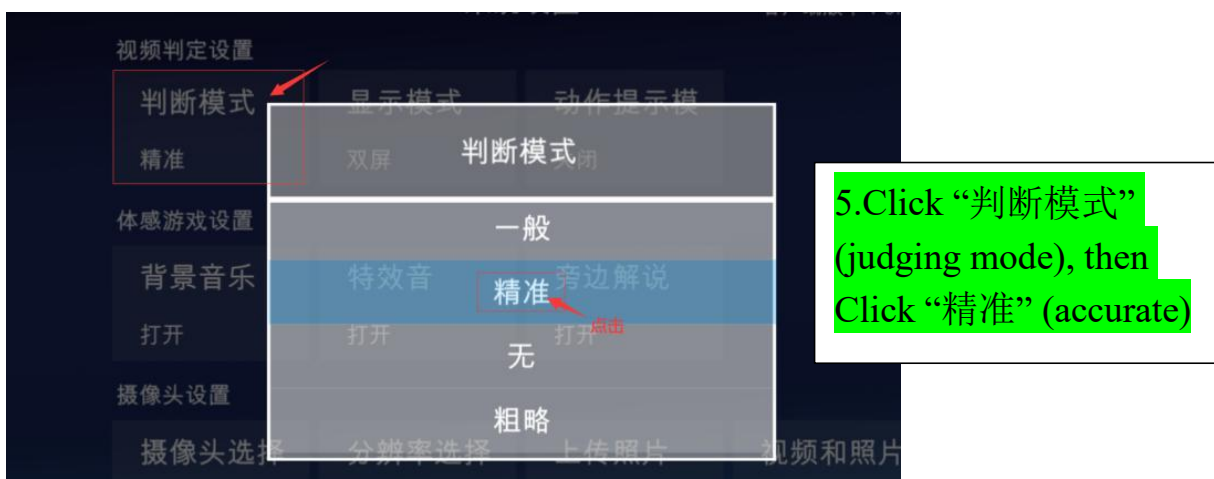 视频判定设置
判断模式
显示模式
动作提示模
精准
双屏
判断模式
闭
体感游戏设置
一般
背景音乐
特效音
旁边解说
精准
点击
打开
打开
打开
无
摄像头设置
粗略
摄像头选择
分辨率选择
上传照片
视频和照片
5.Click “判断模式”
(judging mode), then
Click “精准” (accurate)